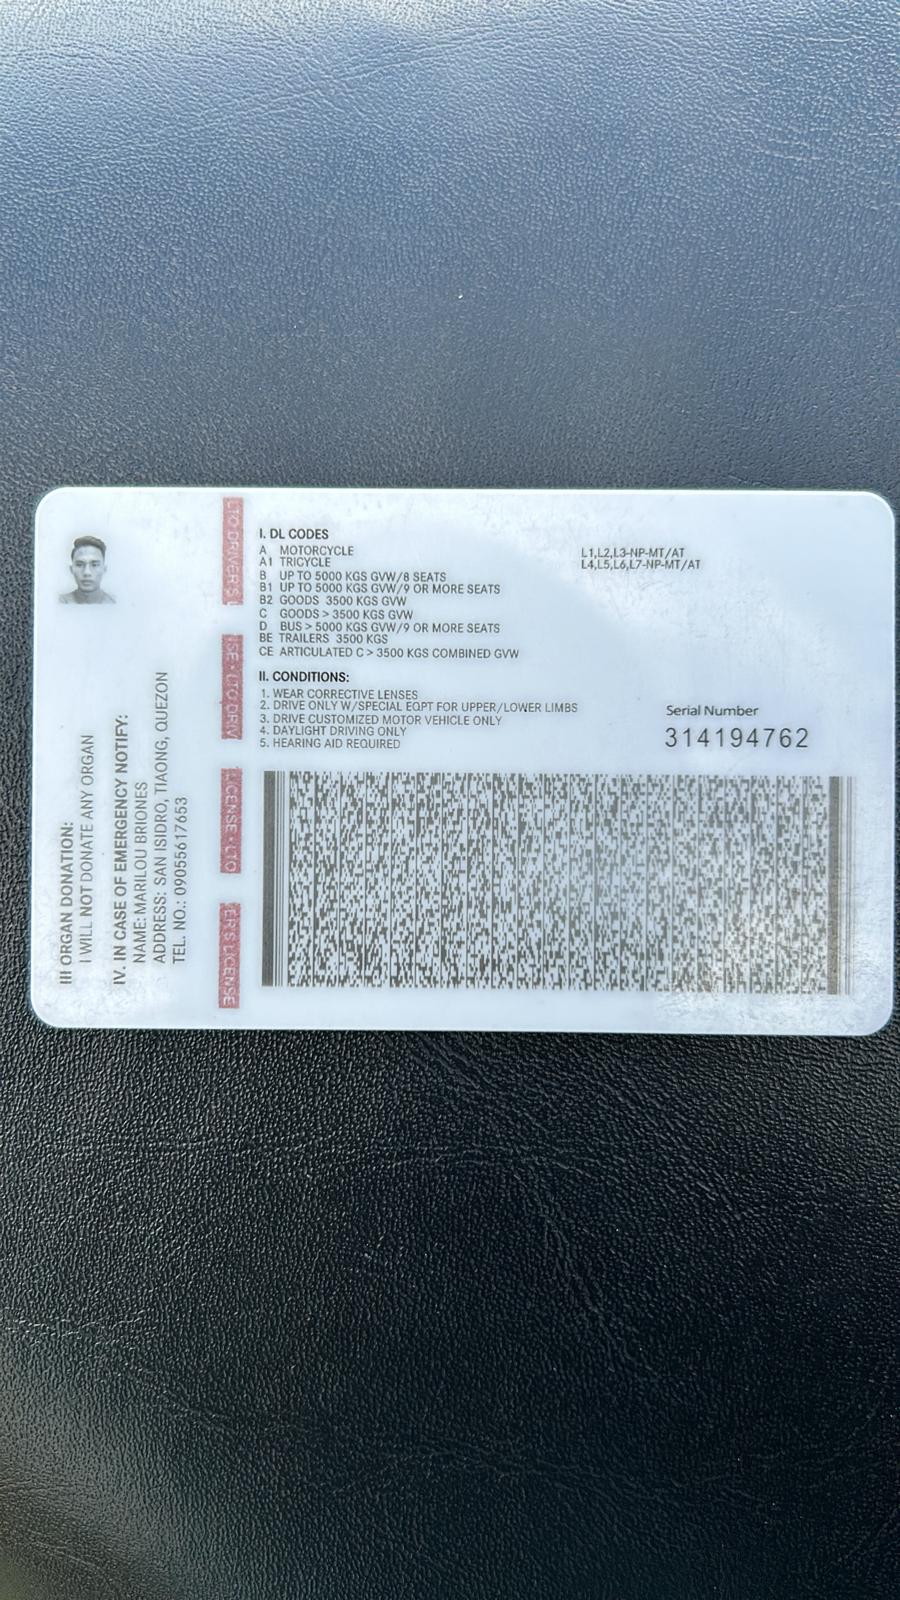 III ORGAN DONATION:
I WILL NOT DONATE ANY ORGAN
IV. IN CASE OF EMERGENCY NOTIFY:
NAME: MARILOU BRIONES
ADDRESS: SAN ISIDRO, TIAONG, QUEZON
TEL. NO.: 09055617653
LTO DRIVER'S
SE • LTO DRIV
LICENSE • LTO
ER'S LICENSE
I. DL CODES
A MOTORCYCLE L1,L2,L3-NP-MT/AT
A1 TRICYCLE L4,L5,L6,L7-NP-MT/AT
B UP TO 5000 KGS GVW/8 SEATS
B1 UP TO 5000 KGS GVW/9 OR MORE SEATS
B2 GOODS 3500 KGS GVW
C GOODS > 3500 KGS GVW
D BUS > 5000 KGS GVW/9 OR MORE SEATS
BE TRAILERS 3500 KGS
CE ARTICULATED C > 3500 KGS COMBINED GVW
II. CONDITIONS:
1. WEAR CORRECTIVE LENSES
2. DRIVE ONLY W/SPECIAL EQPT FOR UPPER/LOWER LIMBS
3. DRIVE CUSTOMIZED MOTOR VEHICLE ONLY
4. DAYLIGHT DRIVING ONLY
5. HEARING AID REQUIRED
Serial Number
314194762